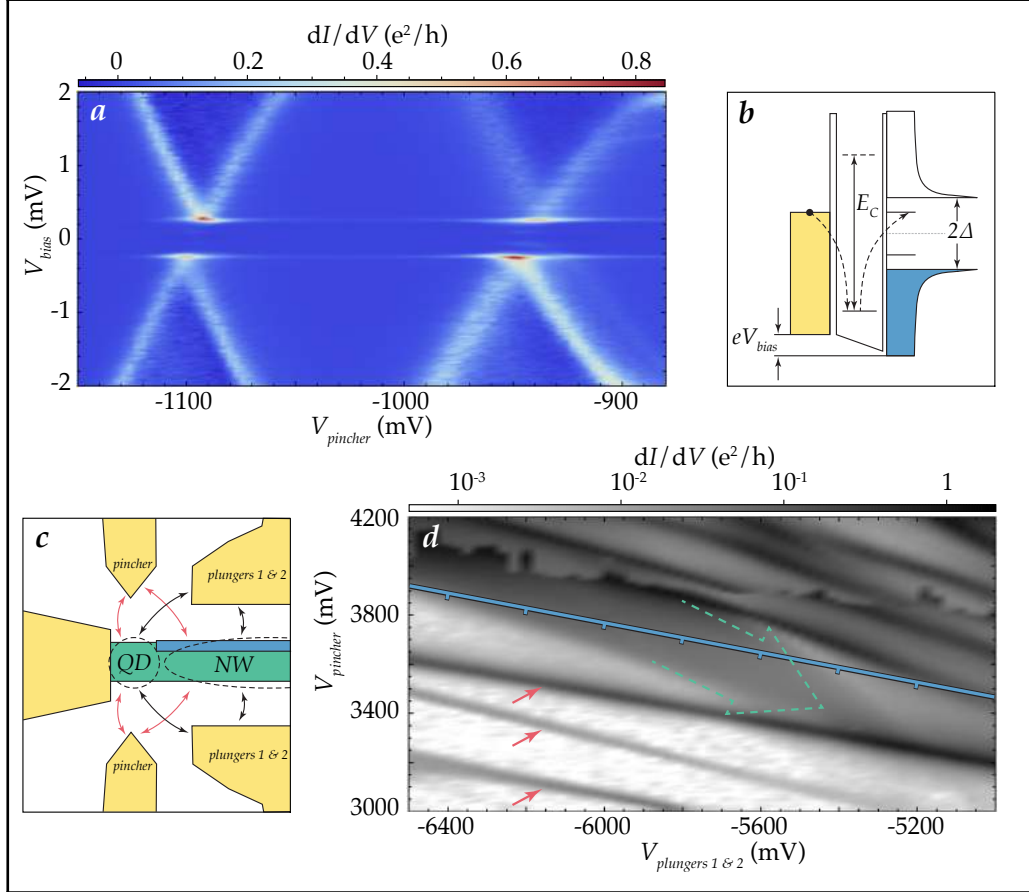 dI/dV (e²/h)
0 0.2 0.4 0.6 0.8
a
2
1
0
-1
-2
V_bias (mV)
-1100 -1000 -900
V_pincher (mV)
b
E_C
2Δ
eV_bias
c
pincher
plungers 1 & 2
QD
NW
pincher
plungers 1 & 2
dI/dV (e²/h)
10⁻³ 10⁻² 10⁻¹ 1
d
4200
3800
3400
3000
V_pincher (mV)
-6400 -6000 -5600 -5200
V_plungers 1 & 2 (mV)